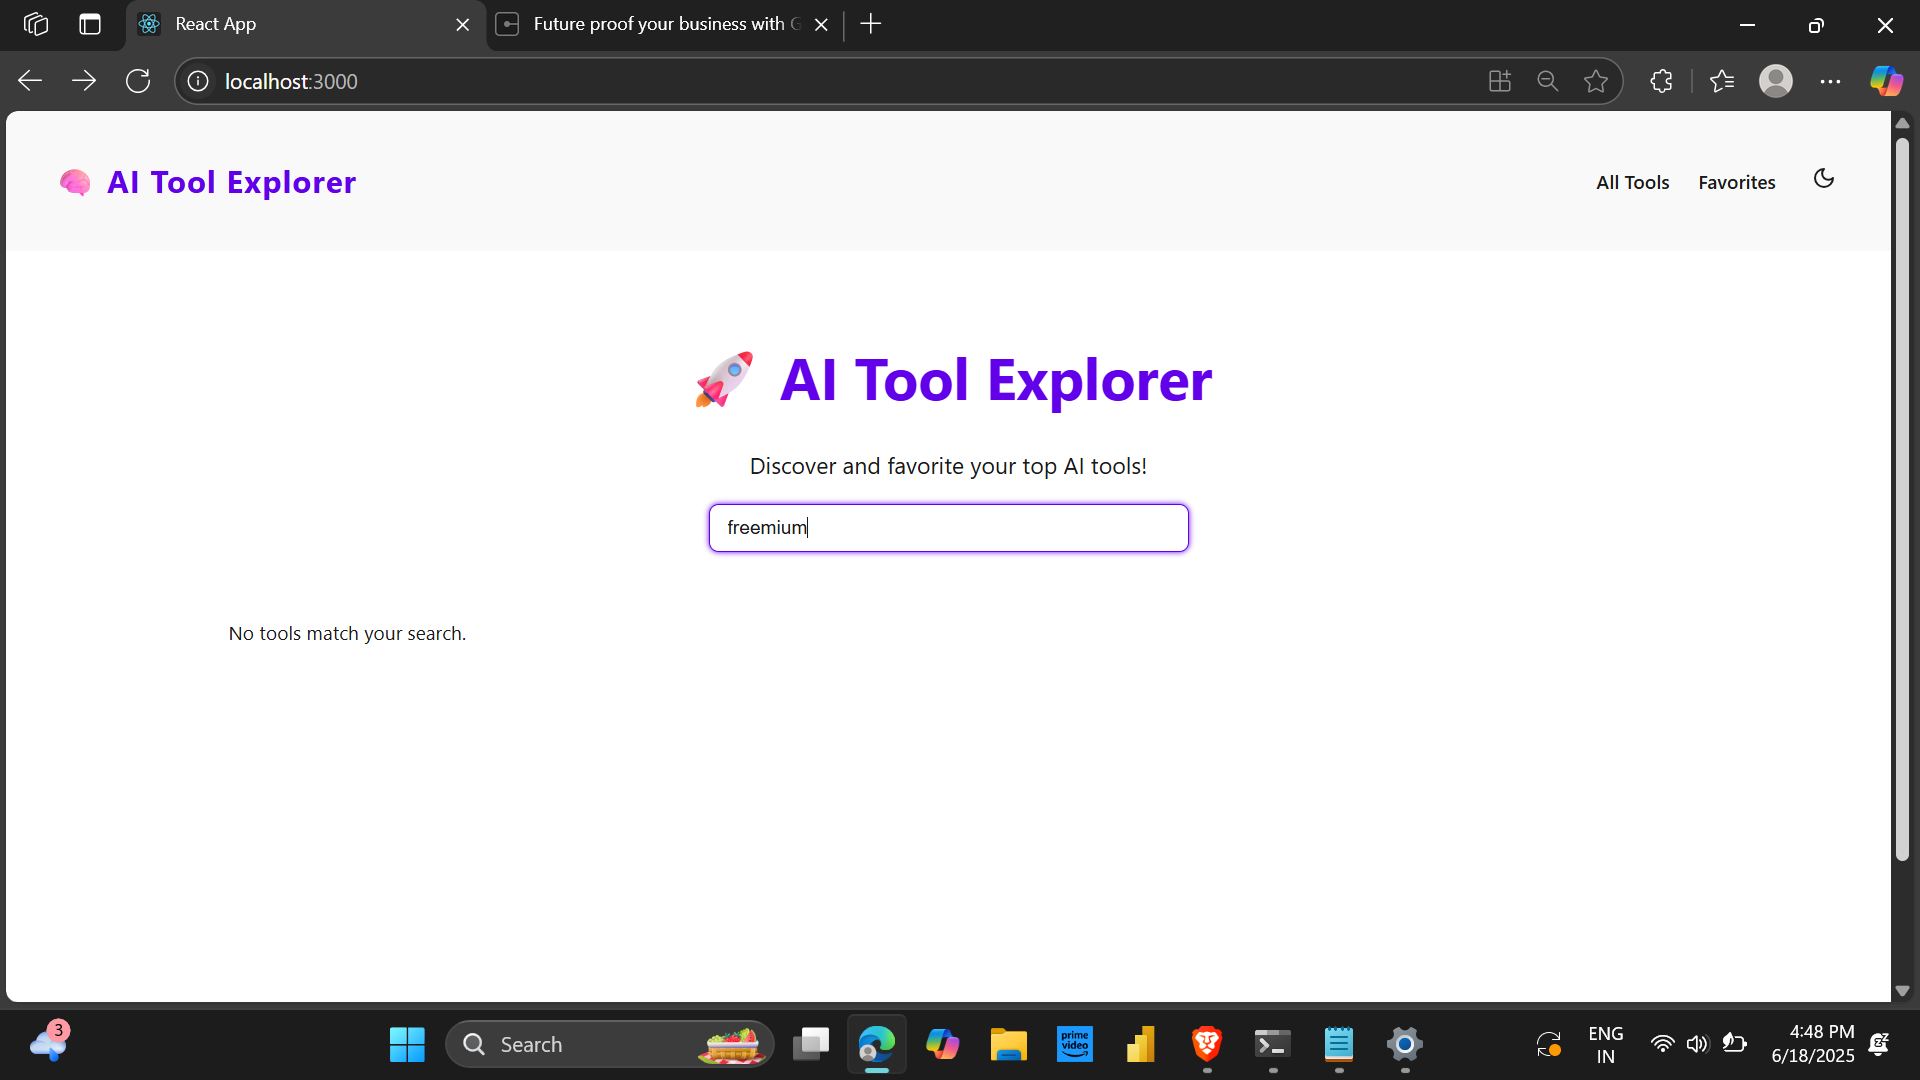 React App
Future proof your business with G
localhost:3000
AI Tool Explorer
All Tools
Favorites
AI Tool Explorer
Discover and favorite your top AI tools!
freemium
No tools match your search.
3
Search
prime
video
ENG
IN
4:48 PM
6/18/2025